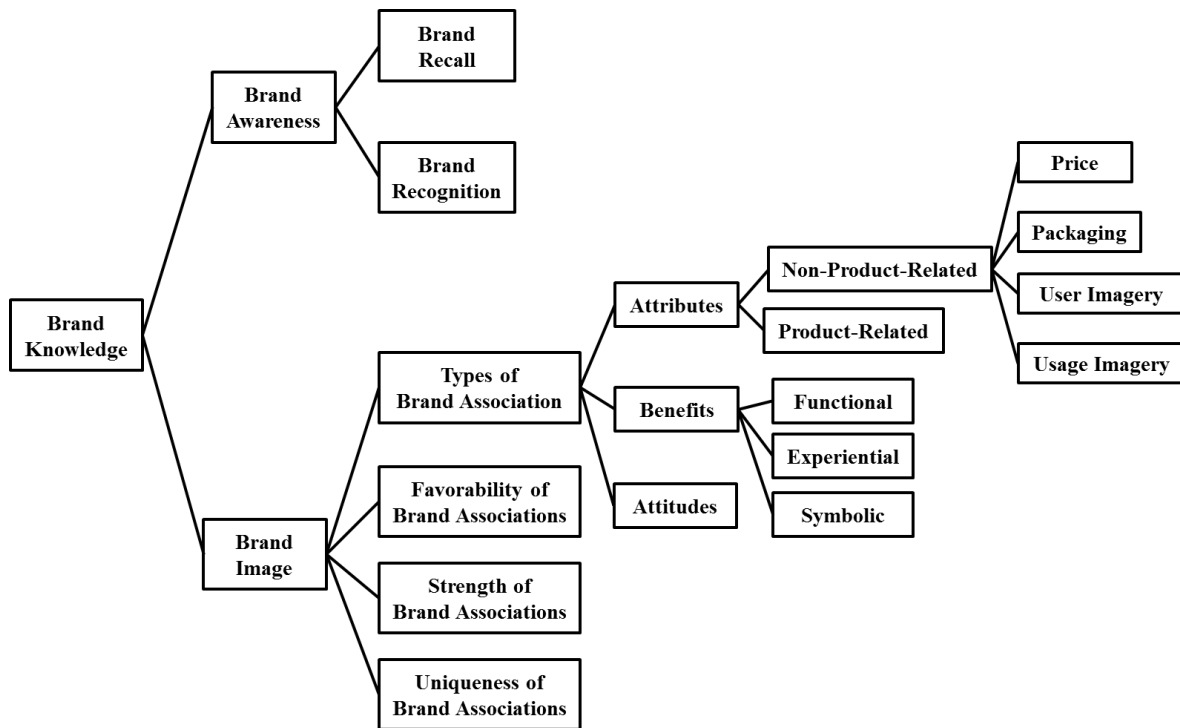 Brand
Knowledge
Brand
Awareness
Brand
Recall
Brand
Recognition
Brand
Image
Types of
Brand Association
Favorability of
Brand Associations
Strength of
Brand Associations
Uniqueness of
Brand Associations
Attributes
Benefits
Attitudes
Non-Product-Related
Product-Related
Functional
Experiential
Symbolic
Price
Packaging
User Imagery
Usage Imagery